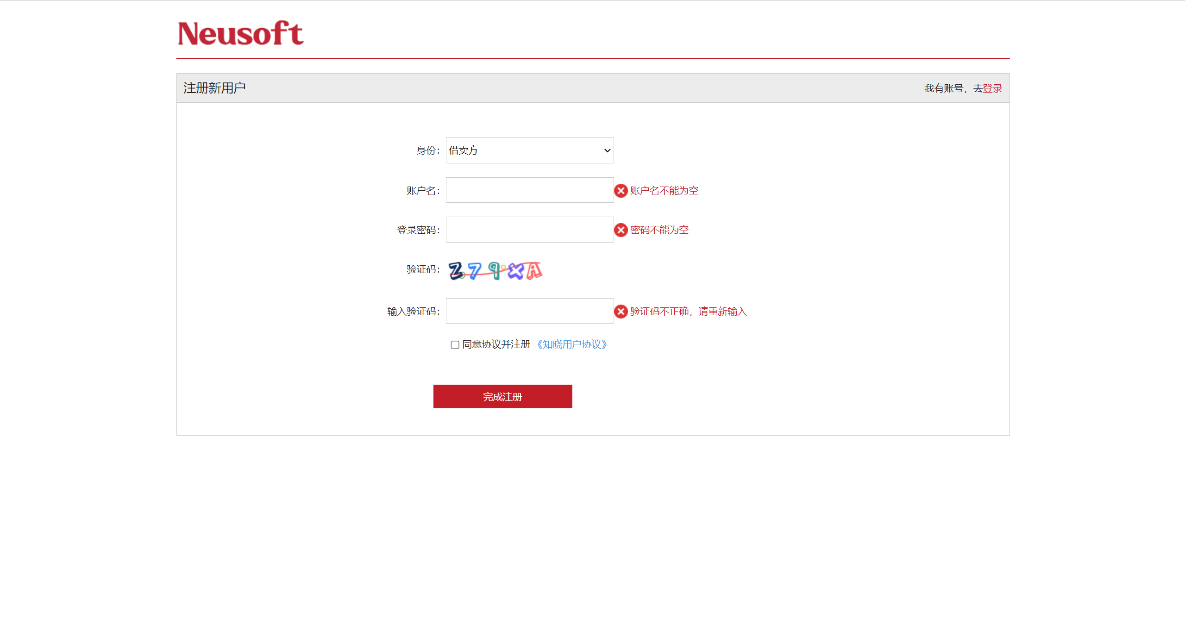 Neusoft
注册新用户
我有账号，去登录
身份：
借卖方
账户名：
账户名不能为空
登录密码：
密码不能为空
验证码：
Z79XA
输入验证码：
验证码不正确，请重新输入
同意协议并注册
用户协议》
完成注册